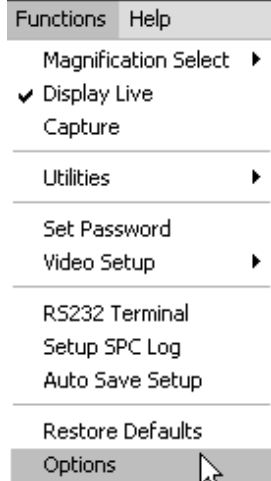 Functions Help
Magnification Select
Display Live
Capture
Utilities
Set Password
Video Setup
RS232 Terminal
Setup SPC Log
Auto Save Setup
Restore Defaults
Options